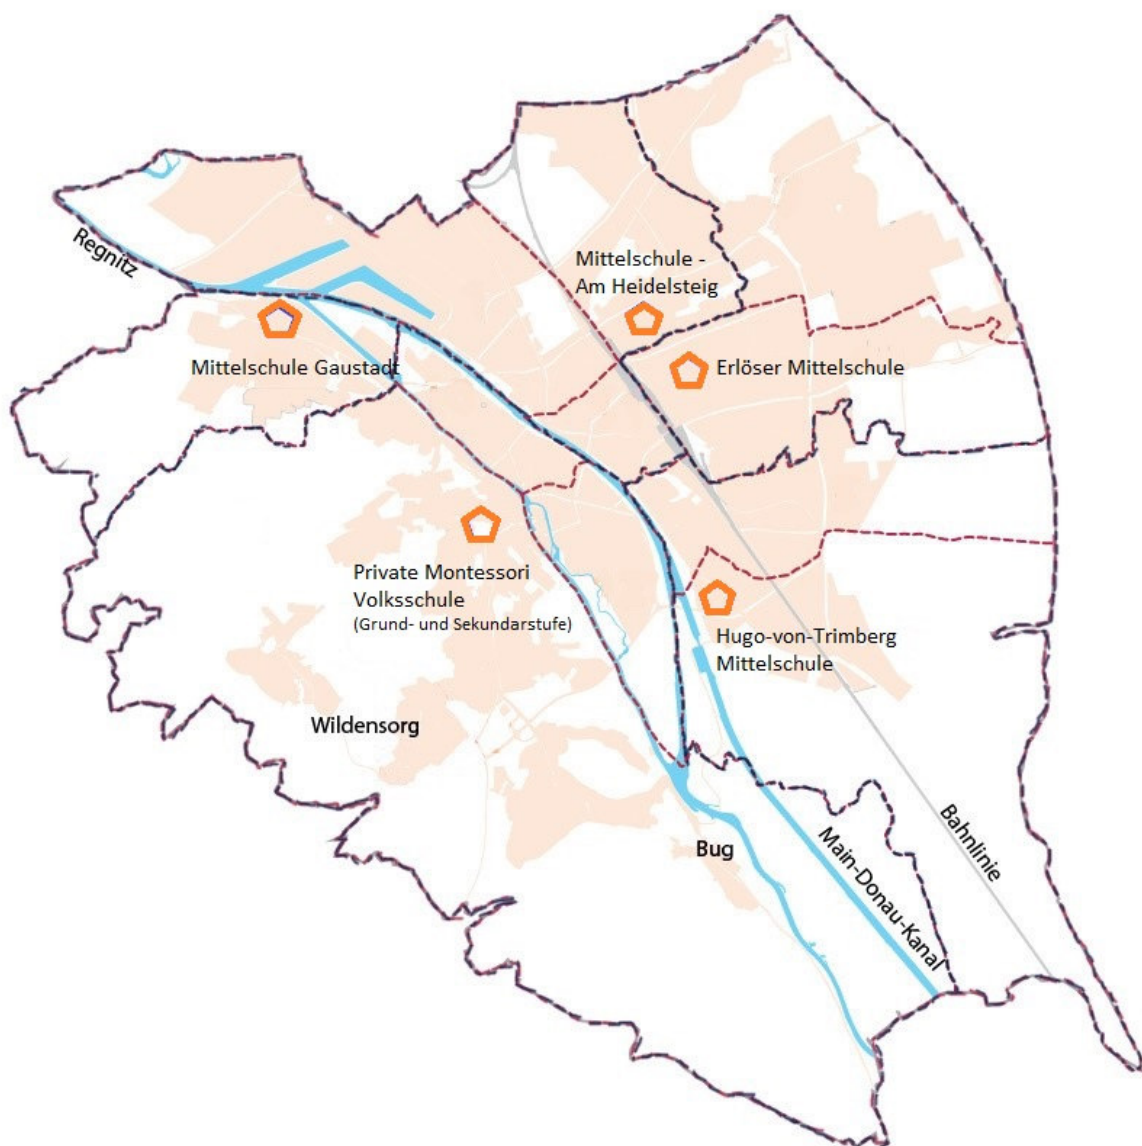 Regnitz
Mittelschule -
Am Heidelsteig
Mittelschule Gaustadt
Erlöser Mittelschule
Private Montessori
Volksschule
(Grund- und Sekundarstufe)
Hugo-von-Trimberg
Mittelschule
Wildensorg
Bug
Main-Donau-Kanal
Bahnlinie